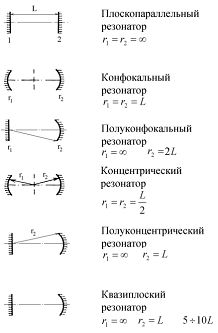 L
1
2
Плоскопараллельный
резонатор
r₁ = r₂ = ∞
r₁
r₂
Конфокальный
резонатор
r₁ = r₂ = L
r₂
r₁
r₂
Полуконфокальный
резонатор
r₁ = ∞ r₂ = 2L
r₁
r₂
Концентрический
резонатор
r₁ = r₂ = L/2
r₂
Полуконцентрический
резонатор
r₁ = ∞ r₂ = L
Квазиплоский
резонатор
r₁ = ∞ r₂ = L 5÷10L